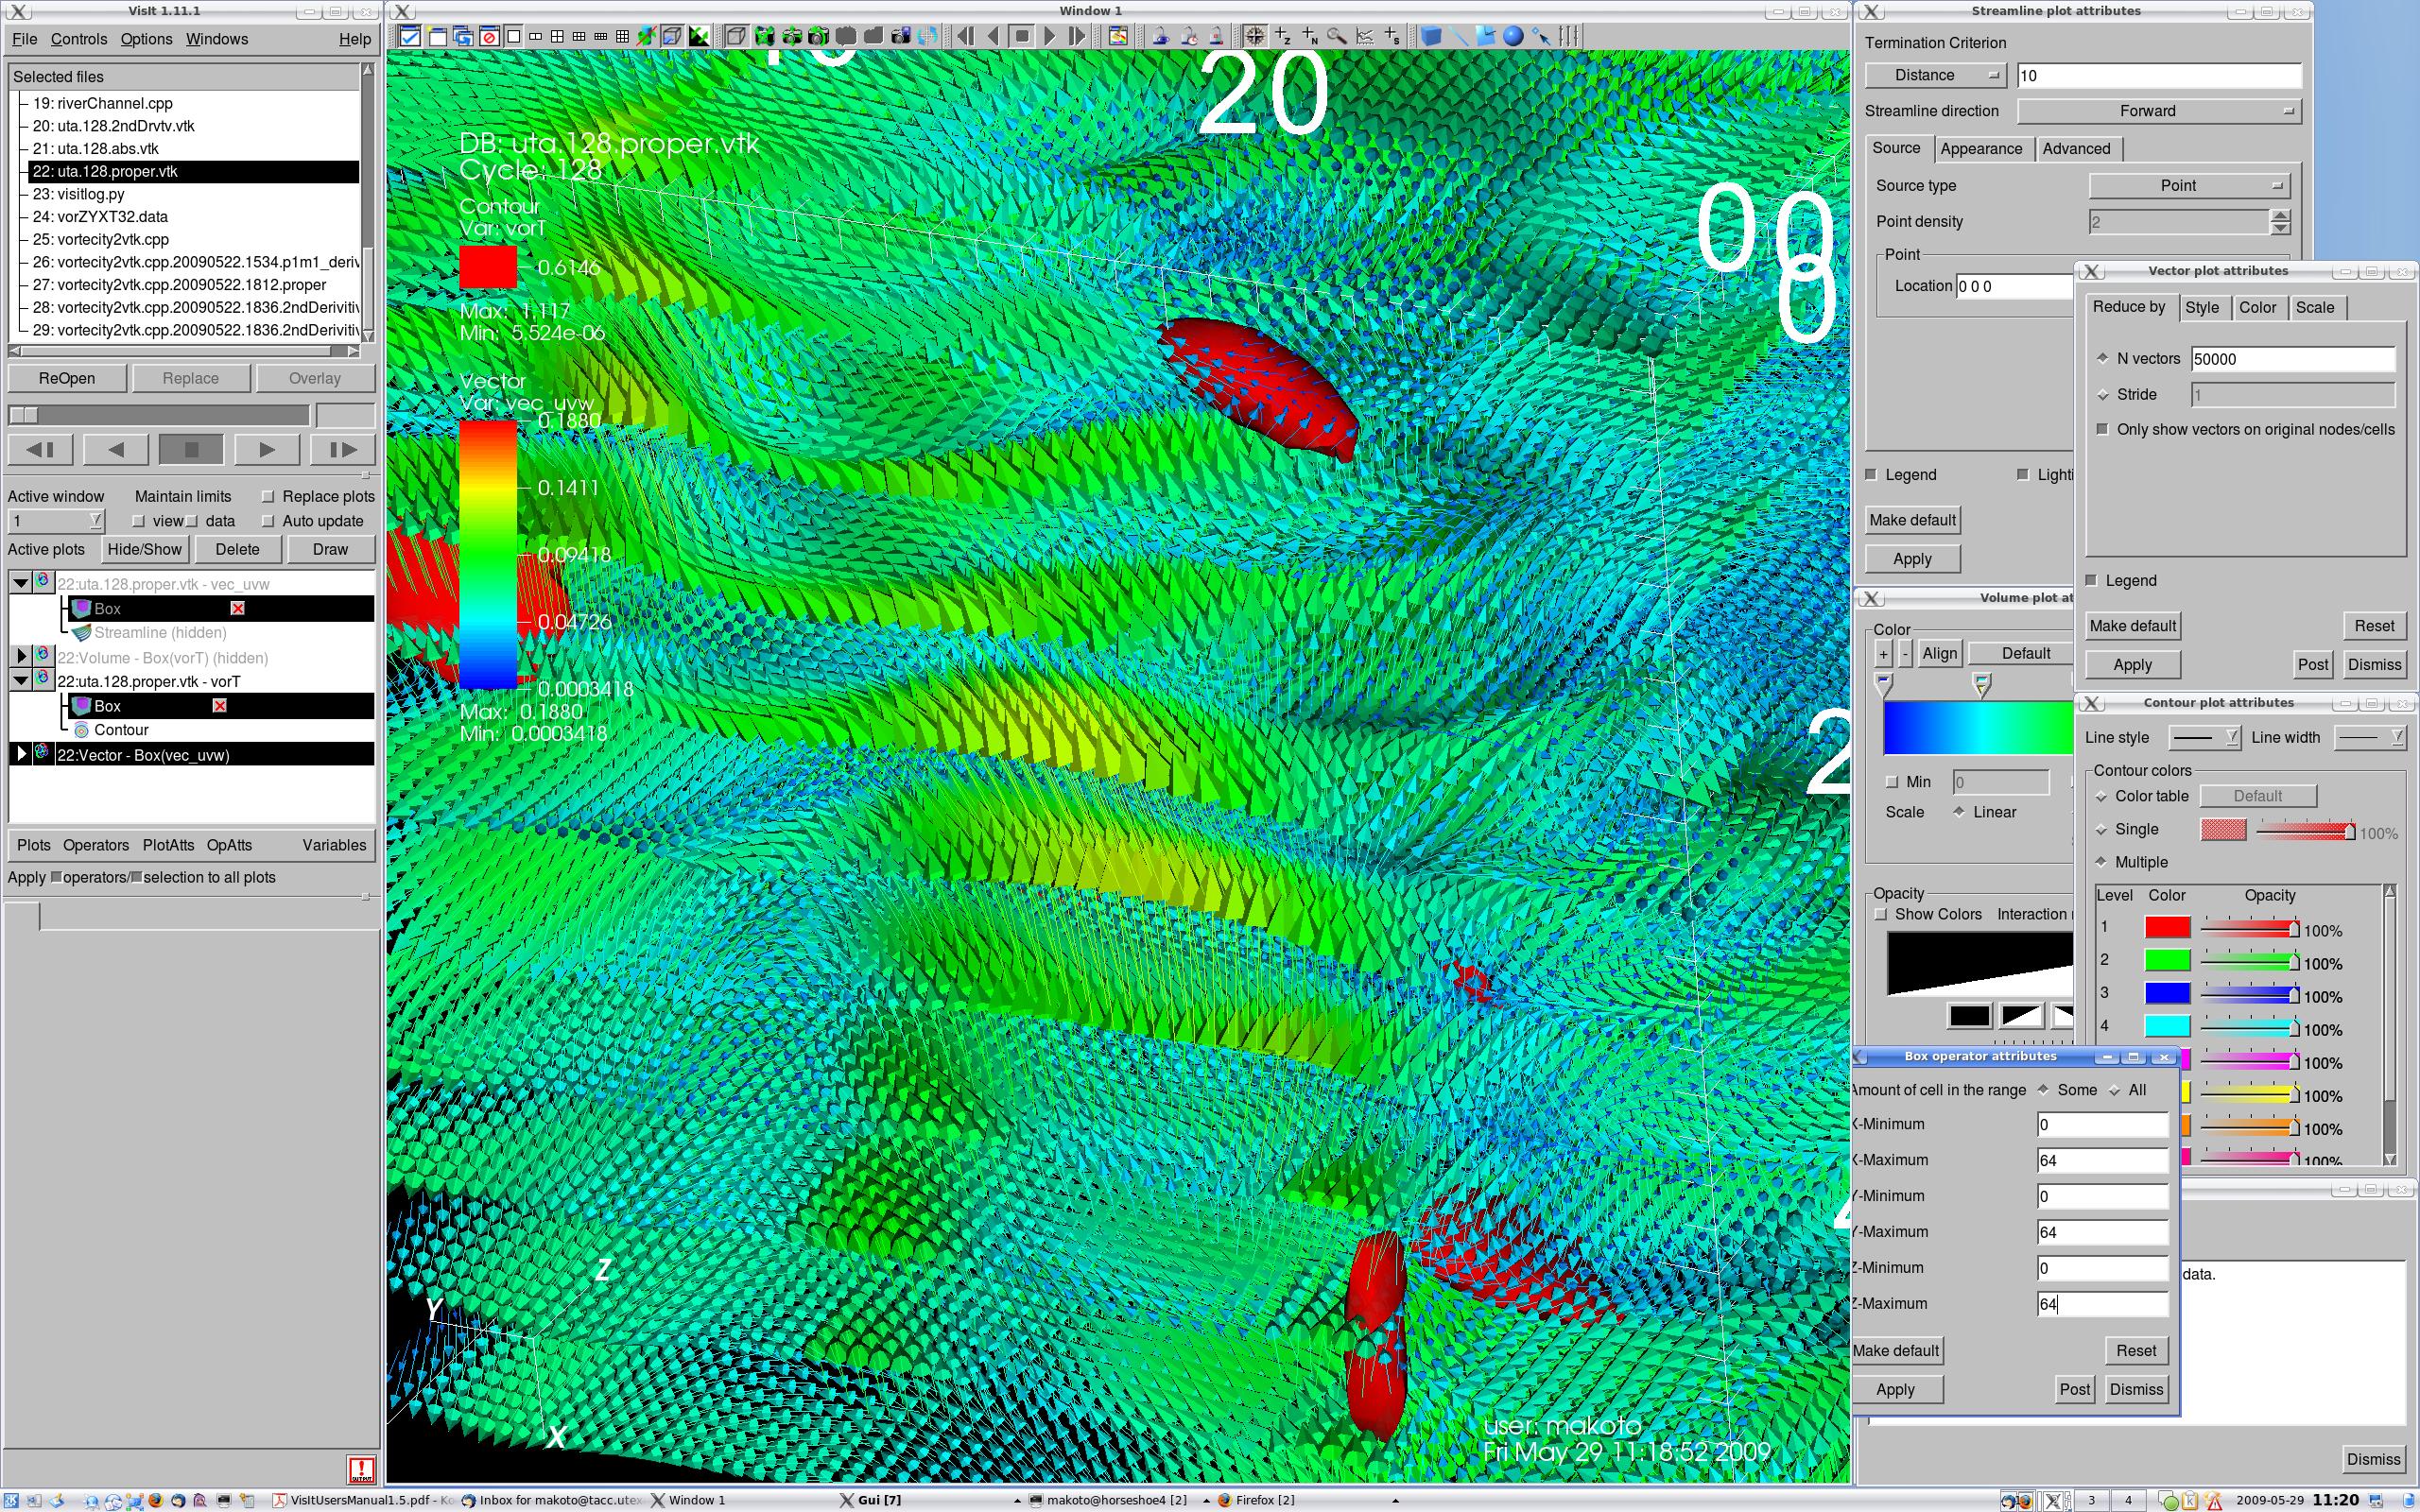 VisIt 1.11.1
File Controls Options Windows Help
Selected files
19: riverChannel.cpp
20: uta.128.2ndDrvtv.vtk
21: uta.128.abs.vtk
22: uta.128.proper.vtk
23: visitlog.py
24: vorZYXT32.data
25: vortecity2vtk.cpp
26: vortecity2vtk.cpp.20090522.1534.p1m1_deriv
27: vortecity2vtk.cpp.20090522.1812.proper
28: vortecity2vtk.cpp.20090522.1836.2ndDerivitiv
29: vortecity2vtk.cpp.20090522.1836.2ndDerivitiv
ReOpen Replace Overlay
Active window Maintain limits Replace plots
1 view data Auto update
Active plots Hide/Show Delete Draw
22:uta.128.proper.vtk - vec_uvw
Box
Streamline (hidden)
22:Volume - Box(vorT) (hidden)
22:uta.128.proper.vtk - vorT
Box
Contour
22:Vector - Box(vec_uvw)
Plots Operators PlotAtts OpAtts Variables
Apply operators/ selection to all plots
Window 1
20
DB: uta.128.proper.vtk
Cycle: 128
Contour
Var: vorT
0.6146
Max: 1.117
Min: 5.524e-06
Vector
Var: vec_uvw
0.1880
0.1411
0.09418
0.04726
0.0003418
Max: 0.1880
Min: 0.0003418
0 0
0
2
Z
Y
X
user: makoto
Fri May 29 11:18:52 2009
Streamline plot attributes
Termination Criterion
Distance 10
Streamline direction Forward
Source Appearance Advanced
Source type Point
Point density 2
Point
Location 0 0 0
Legend Lighti
Make default
Apply
Vector plot attributes
Reduce by Style Color Scale
N vectors 50000
Stride 1
Only show vectors on original nodes/cells
Legend
Make default Reset
Apply Post Dismiss
Volume plot at
Color
+ - Align Default
Min 0
Scale Linear
Opacity
Show Colors Interaction
Contour plot attributes
Line style Line width
Contour colors
Color table Default
Single 100%
Multiple
Level Color Opacity
1 100%
2 100%
3 100%
4 100%
100%
100%
100%
100%
Box operator attributes
Amount of cell in the range Some All
X-Minimum 0
X-Maximum 64
Y-Minimum 0
Y-Maximum 64
Z-Minimum 0
Z-Maximum 64
Make default Reset
Apply Post Dismiss
data.
Dismiss
VisItUsersManual1.5.pdf - Inbox for makoto@tacc.utex Window 1 Gui [7] makoto@horseshoe4 [2] Firefox [2] 3 4 2009-05-29 11:20